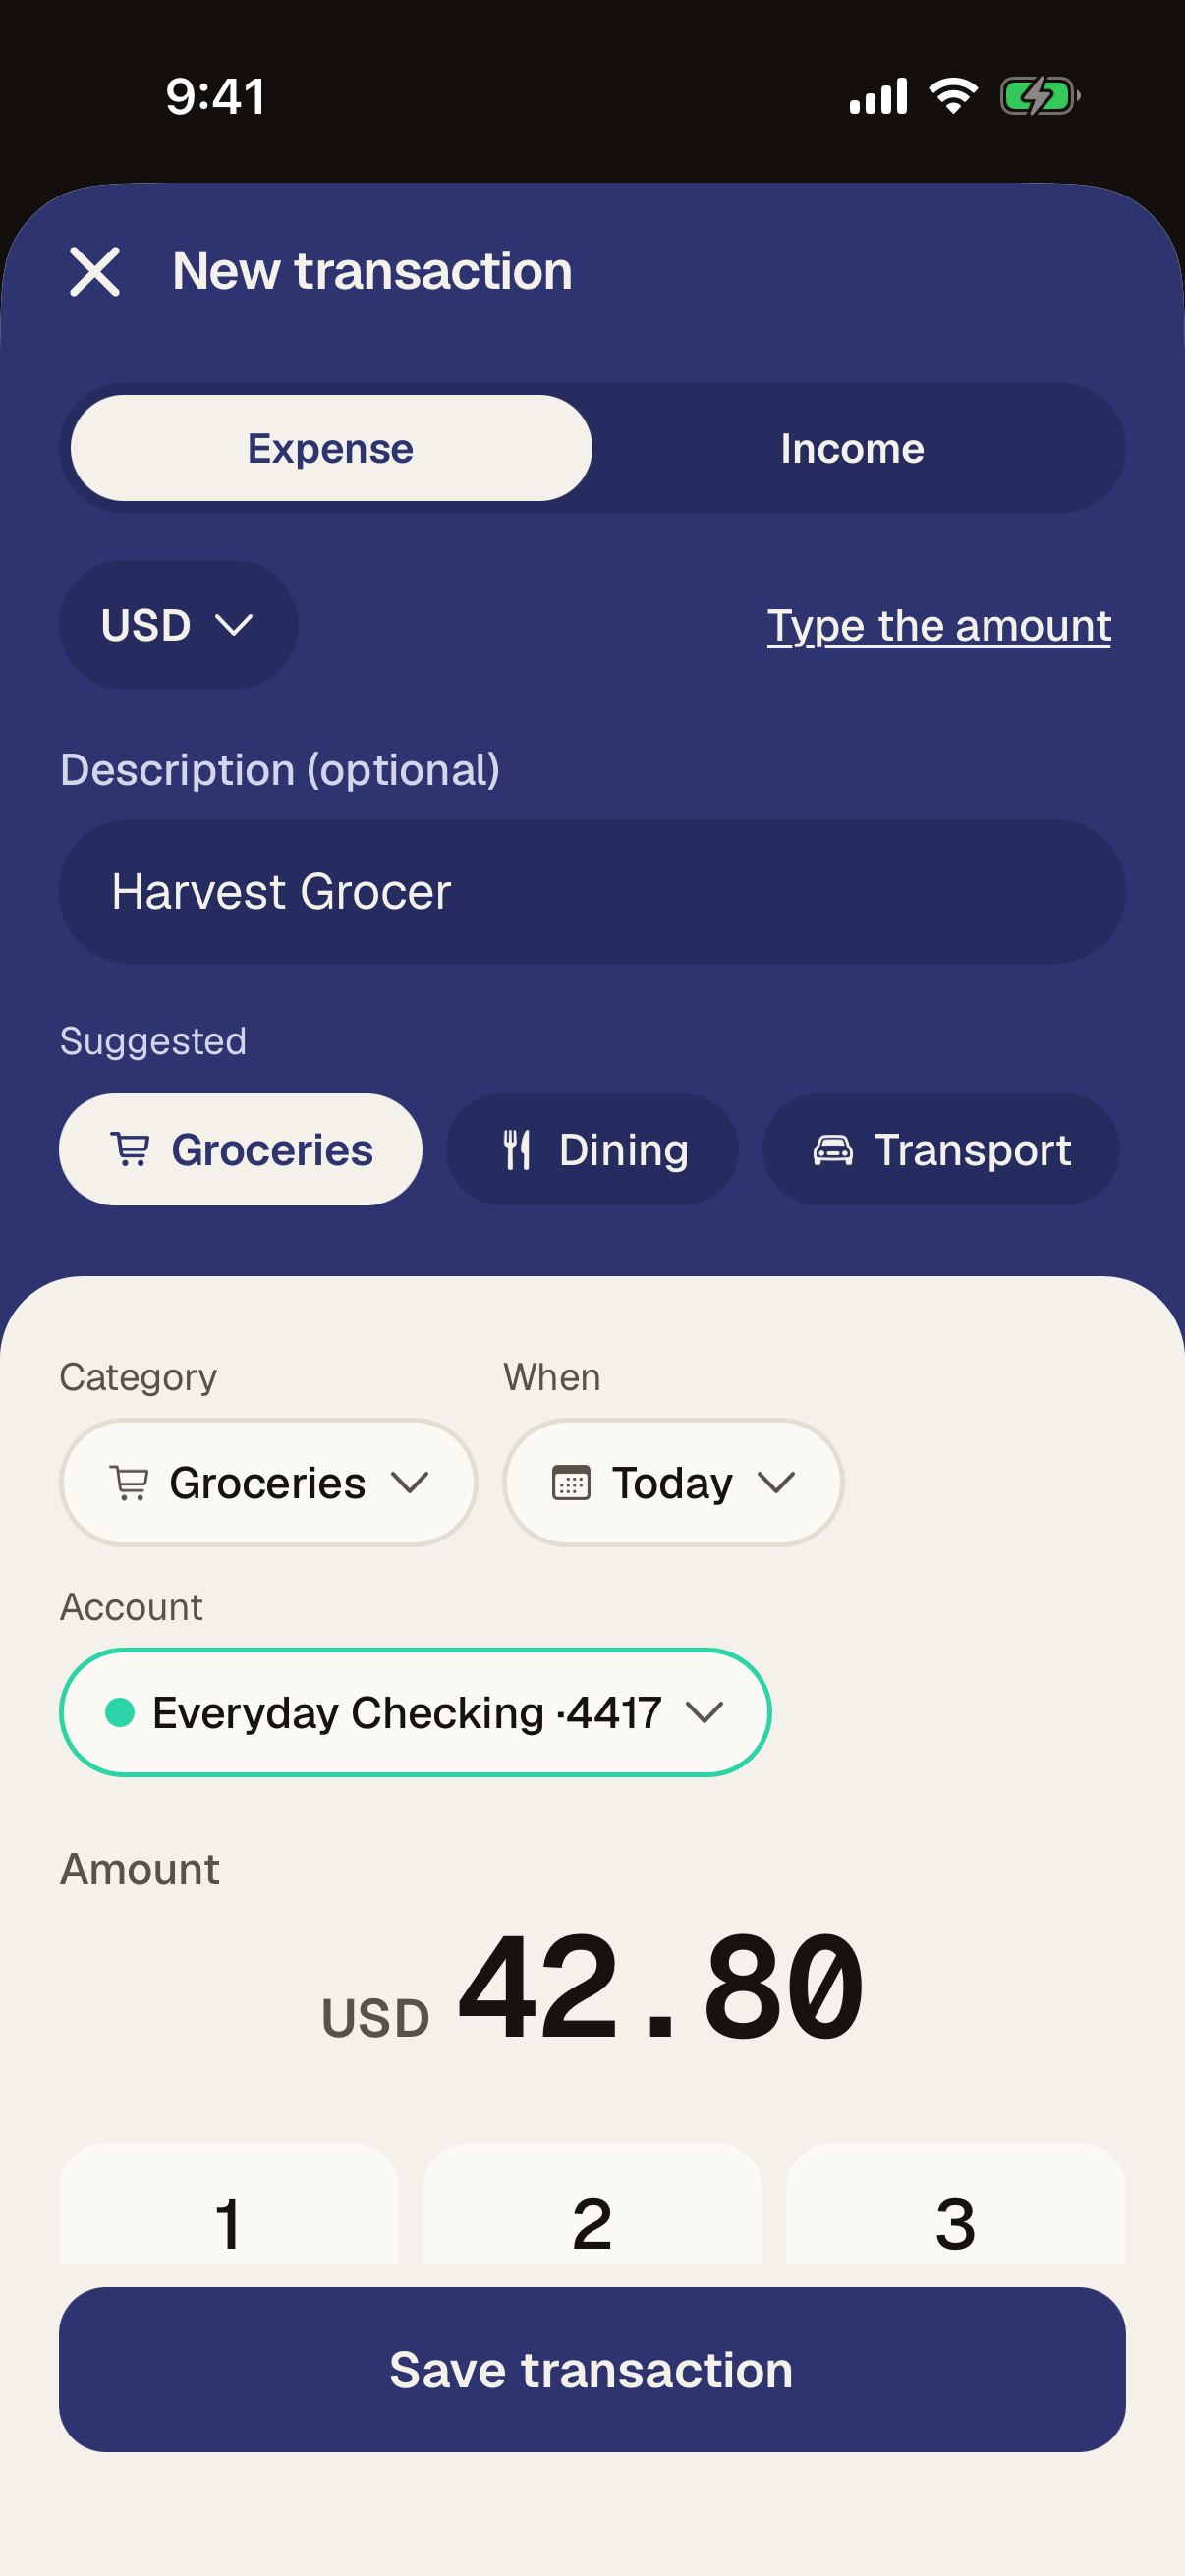 9:41
New transaction
Expense Income
USD Type the amount
Description (optional)
Harvest Grocer
Suggested
Groceries Dining Transport
Category When
Groceries Today
Account
Everyday Checking ·4417
Amount
USD 42.80
1 2 3
Save transaction